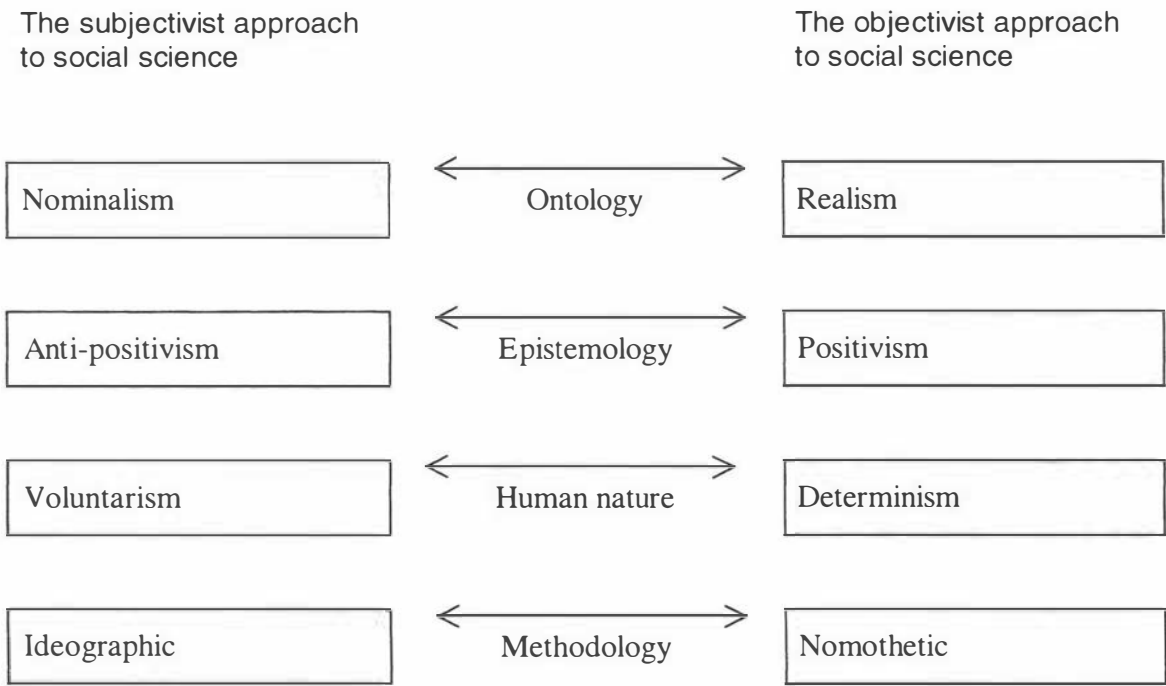 The subjectivist approach
to social science
The objectivist approach
to social science
Nominalism
Ontology
Realism
Anti-positivism
Epistemology
Positivism
Voluntarism
Human nature
Determinism
Ideographic
Methodology
Nomothetic